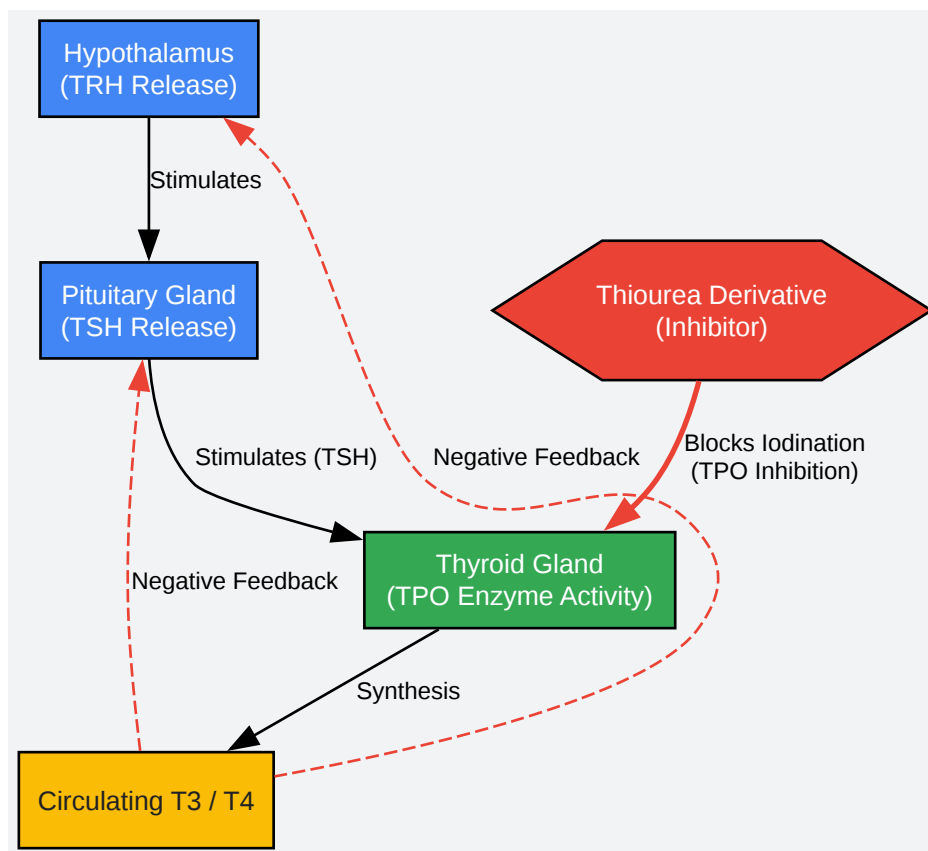 Hypothalamus
(TRH Release)
Stimulates
Pituitary Gland
(TSH Release)
Thiourea Derivative
(Inhibitor)
Stimulates (TSH)
Negative Feedback
Blocks Iodination
(TPO Inhibition)
Thyroid Gland
(TPO Enzyme Activity)
Negative Feedback
Synthesis
Circulating T3 / T4